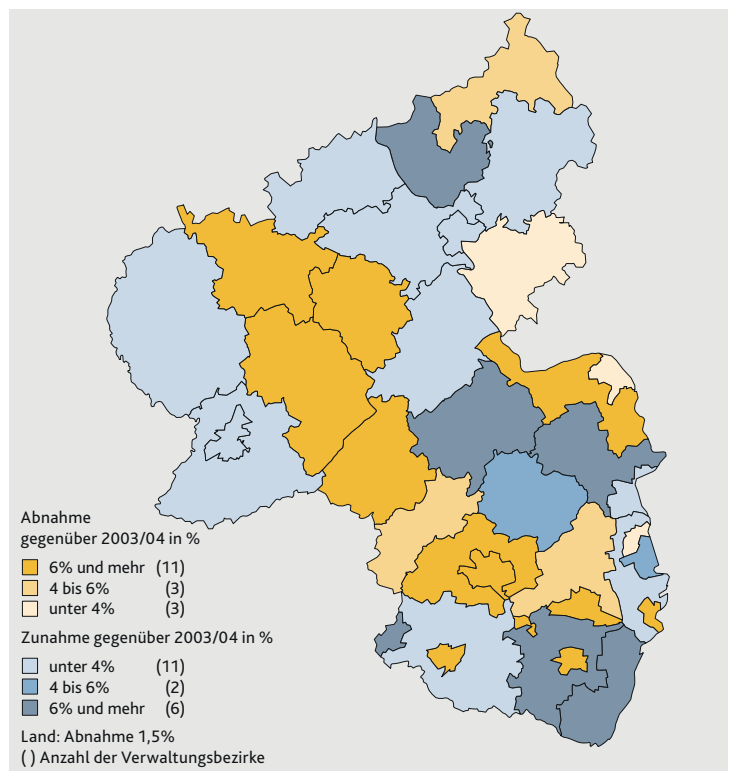 Abnahme
gegenüber 2003/04 in %
6% und mehr (11)
4 bis 6% (3)
unter 4% (3)
Zunahme gegenüber 2003/04 in %
unter 4% (11)
4 bis 6% (2)
6% und mehr (6)
Land: Abnahme 1,5%
( ) Anzahl der Verwaltungsbezirke